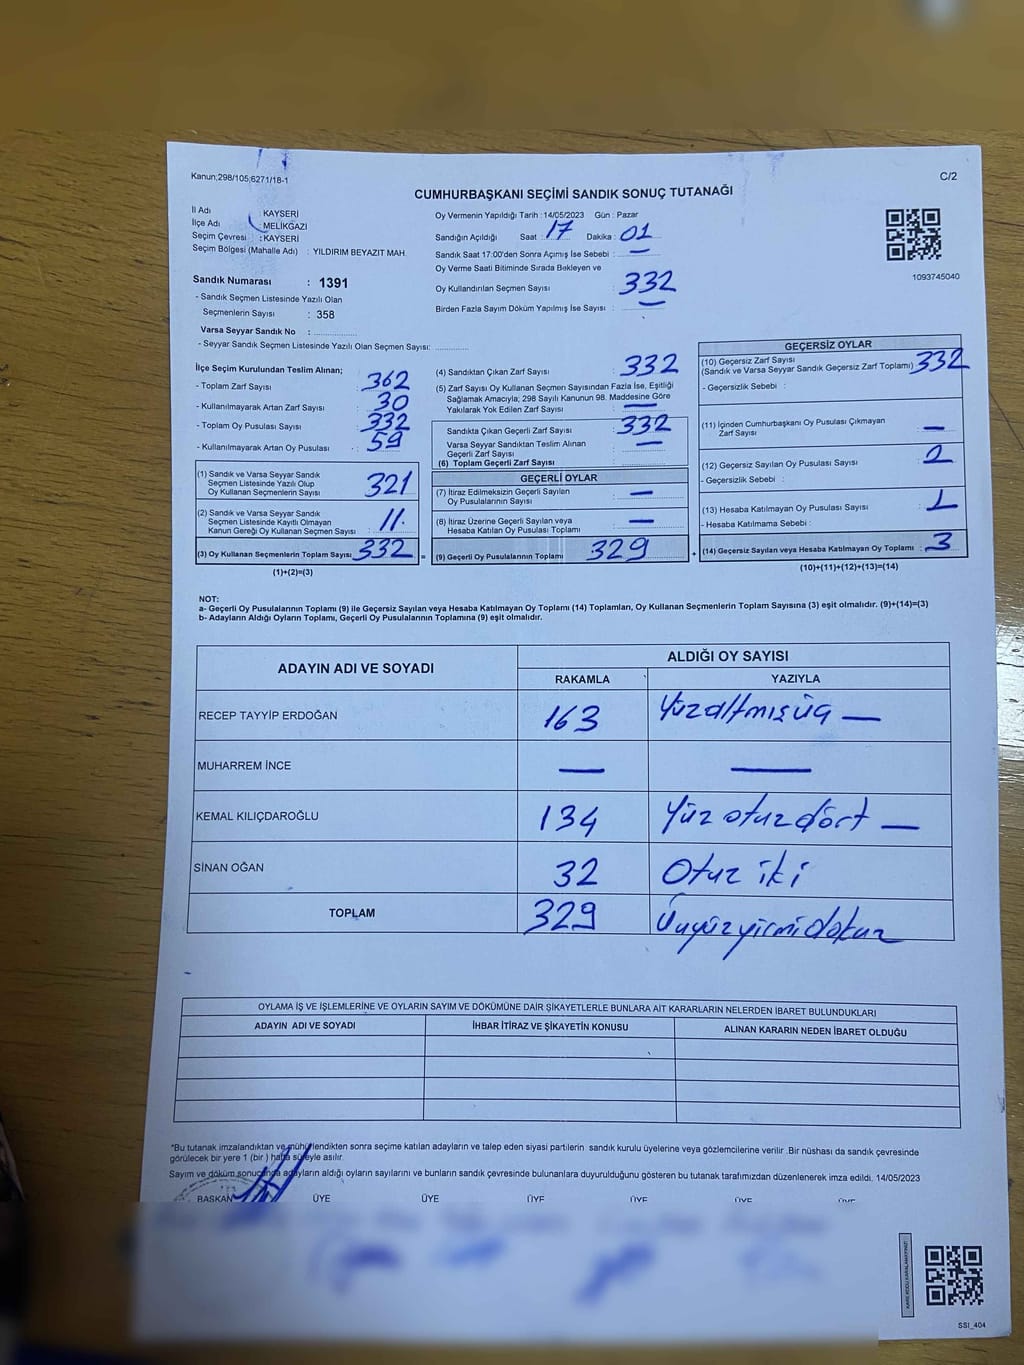 Kanun;298/105;6271/18-1
C/2
CUMHURBAŞKANI SEÇİMİ SANDIK SONUÇ TUTANAĞI
İl Adı : KAYSERİ
İlçe Adı : MELİKGAZİ
Seçim Çevresi : KAYSERİ
Seçim Bölgesi (Mahalle Adı) : YILDIRIM BEYAZIT MAH.
Sandık Numarası : 1391
- Sandık Seçmen Listesinde Yazılı Olan
Seçmenlerin Sayısı : 358
Varsa Seyyar Sandık No :
- Seyyar Sandık Seçmen Listesinde Yazılı Olan Seçmen Sayısı:
Oy Vermenin Yapıldığı Tarih : 14/05/2023 Gün : Pazar
Sandığın Açıldığı Saat : 17 Dakika : 01
Sandık Saat 17.00'den Sonra Açımış İse Sebebi : —
Oy Verme Saati Bitiminde Sırada Bekleyen ve
Oy Kullandırılan Seçmen Sayısı : 332
Birden Fazla Sayım Döküm Yapılmış İse Sayısı : —
1093745040
İlçe Seçim Kurulundan Teslim Alınan;
- Toplam Zarf Sayısı : 362
- Kullanılmayarak Artan Zarf Sayısı : 30
- Toplam Oy Pusulası Sayısı : 332
- Kullanılmayarak Artan Oy Pusulası : 59
(1) Sandık ve Varsa Seyyar Sandık
Seçmen Listesinde Yazılı Olup
Oy Kullanan Seçmenlerin Sayısı : 321
(2) Sandık ve Varsa Seyyar Sandık
Seçmen Listesinde Kayıtlı Olmayan
Kanun Gereği Oy Kullanan Seçmen Sayısı : 11.
(3) Oy Kullanan Seçmenlerin Toplam Sayısı : 332 =
(1)+(2)=(3)
(4) Sandıktan Çıkan Zarf Sayısı : 332
(5) Zarf Sayısı Oy Kullanan Seçmen Sayısından Fazla İse, Eşitliği
Sağlamak Amacıyla; 298 Sayılı Kanunun 98. Maddesine Göre
Yakılarak Yok Edilen Zarf Sayısı : —
Sandıkta Çıkan Geçerli Zarf Sayısı : 332
Varsa Seyyar Sandıktan Teslim Alınan
Geçerli Zarf Sayısı : —
(6) Toplam Geçerli Zarf Sayısı :
GEÇERLİ OYLAR
(7) İtiraz Edilmeksizin Geçerli Sayılan
Oy Pusulalarının Sayısı : —
(8) İtiraz Üzerine Geçerli Sayılan veya
Hesaba Katılan Oy Pusulası Toplamı : —
(9) Geçerli Oy Pusulalarının Toplamı : 329 +
GEÇERSİZ OYLAR
(10) Geçersiz Zarf Sayısı
(Sandık ve Varsa Seyyar Sandık Geçersiz Zarf Toplamı) : 332
- Geçersizlik Sebebi :
(11) İçinden Cumhurbaşkanı Oy Pusulası Çıkmayan
Zarf Sayısı : —
(12) Geçersiz Sayılan Oy Pusulası Sayısı : 2
- Geçersizlik Sebebi :
(13) Hesaba Katılmayan Oy Pusulası Sayısı : 1
- Hesaba Katılmama Sebebi :
(14) Geçersiz Sayılan veya Hesaba Katılmayan Oy Toplamı : 3
(10)+(11)+(12)+(13)=(14)
NOT:
a- Geçerli Oy Pusulalarının Toplamı (9) ile Geçersiz Sayılan veya Hesaba Katılmayan Oy Toplamı (14) Toplamları, Oy Kullanan Seçmenlerin Toplam Sayısına (3) eşit olmalıdır. (9)+(14)=(3)
b- Adayların Aldığı Oyların Toplamı, Geçerli Oy Pusulalarının Toplamına (9) eşit olmalıdır.
ADAYIN ADI VE SOYADI
ALDIĞI OY SAYISI
RAKAMLA YAZIYLA
RECEP TAYYİP ERDOĞAN 163 Yüzaltmışüç —
MUHARREM İNCE — —
KEMAL KILIÇDAROĞLU 134 Yüz otuz dört —
SİNAN OĞAN 32 Otuz iki
TOPLAM 329 Üçyüzyirmidokuz
OYLAMA İŞ VE İŞLEMLERİNE VE OYLARIN SAYIM VE DÖKÜMÜNE DAİR ŞİKAYETLERLE BUNLARA AİT KARARLARIN NELERDEN İBARET BULUNDUKLARI
ADAYIN ADI VE SOYADI İHBAR İTİRAZ VE ŞİKAYETİN KONUSU ALINAN KARARIN NEDEN İBARET OLDUĞU
*Bu tutanak imzalandıktan ve mühürlendikten sonra seçime katılan adayların ve talep eden siyasi partilerin sandık kurulu üyelerine veya gözlemcilerine verilir .Bir nüshası da sandık çevresinde
görülecek bir yere 1 (bir ) hafta süreyle asılır.
Sayım ve döküm sonucunda adayların aldığı oyların sayılarını ve bunların sandık çevresinde bulunanlara duyurulduğunu gösteren bu tutanak tarafımızdan düzenlenerek imza edildi. 14/05/2023
BAŞKAN ÜYE ÜYE ÜYE ÜYE ÜYE ÜYE
SSI_404